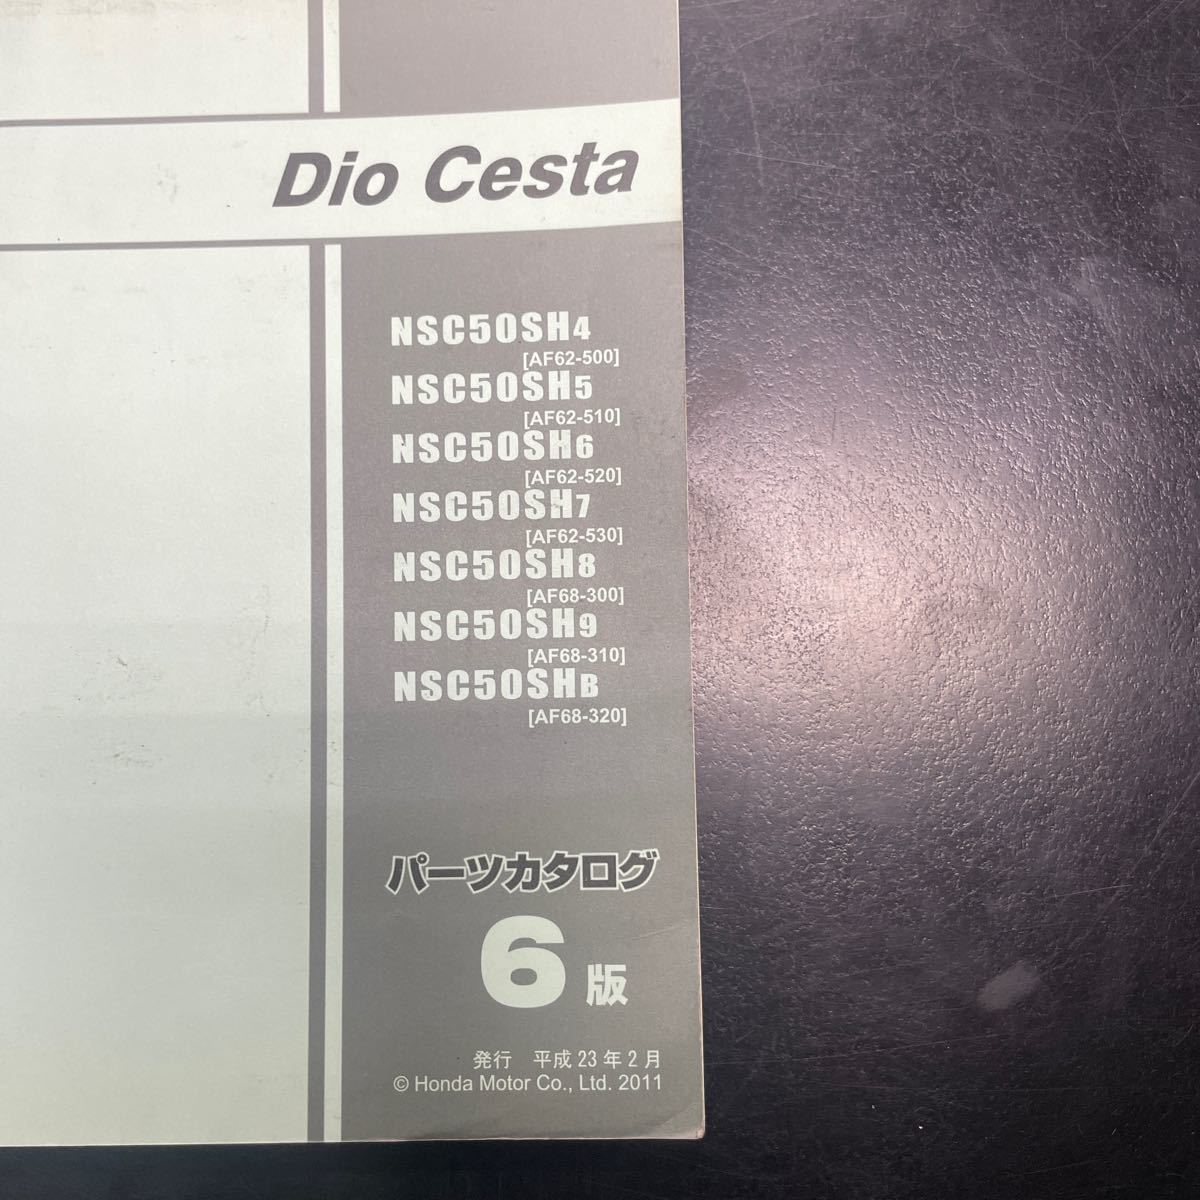 Dio Cesta
NSC50SH4
[AF62-500]
NSC50SH5
[AF62-510]
NSC50SH6
[AF62-520]
NSC50SH7
[AF62-530]
NSC50SH8
[AF68-300]
NSC50SH9
[AF68-310]
NSC50SHB
[AF68-320]
パーツカタログ
6版
発行 平成23年2月
© Honda Motor Co., Ltd. 2011